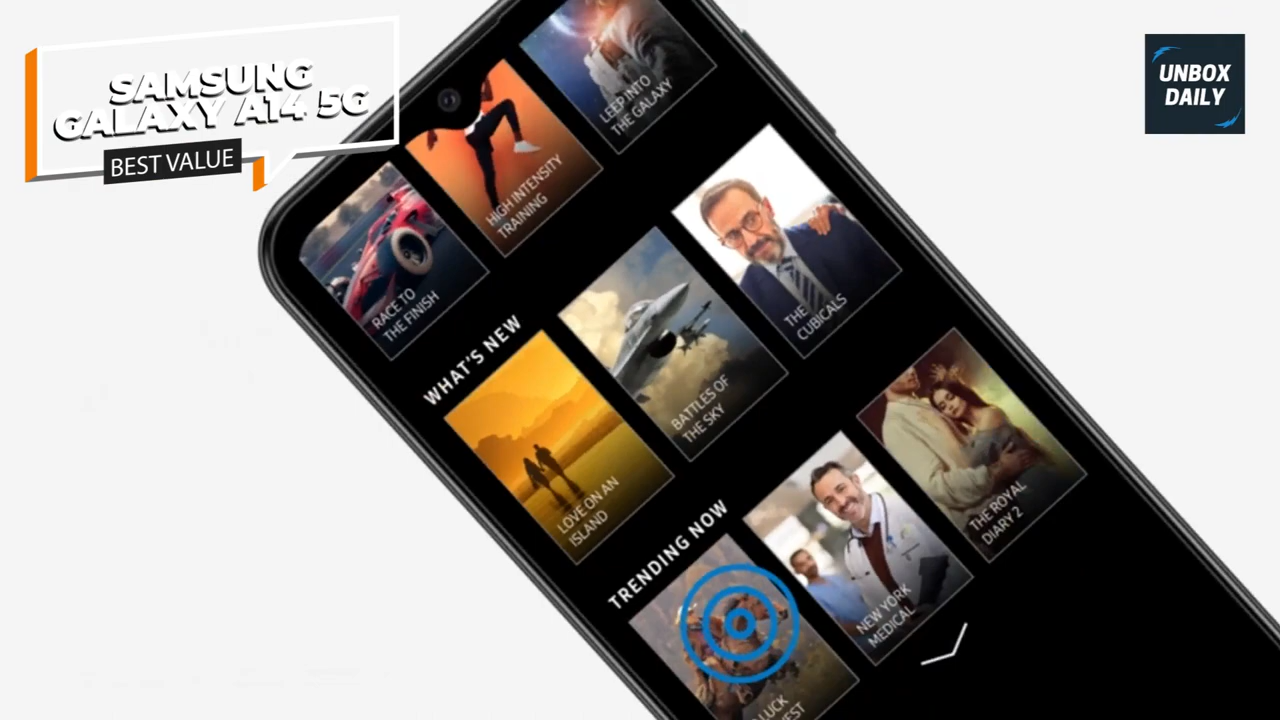 SAMSUNG
GALAXY A14 5G
BEST VALUE
UNBOX
DAILY
LEEP INTO
THE GALAXY
HIGH INTENSITY
TRAINING
RACE TO
THE FINISH
WHAT'S NEW
THE
CUBICALS
BATTLES OF
THE SKY
LOVE ON AN
ISLAND
TRENDING NOW
THE ROYAL
DIARY 2
NEW YORK
MEDICAL
LUCK